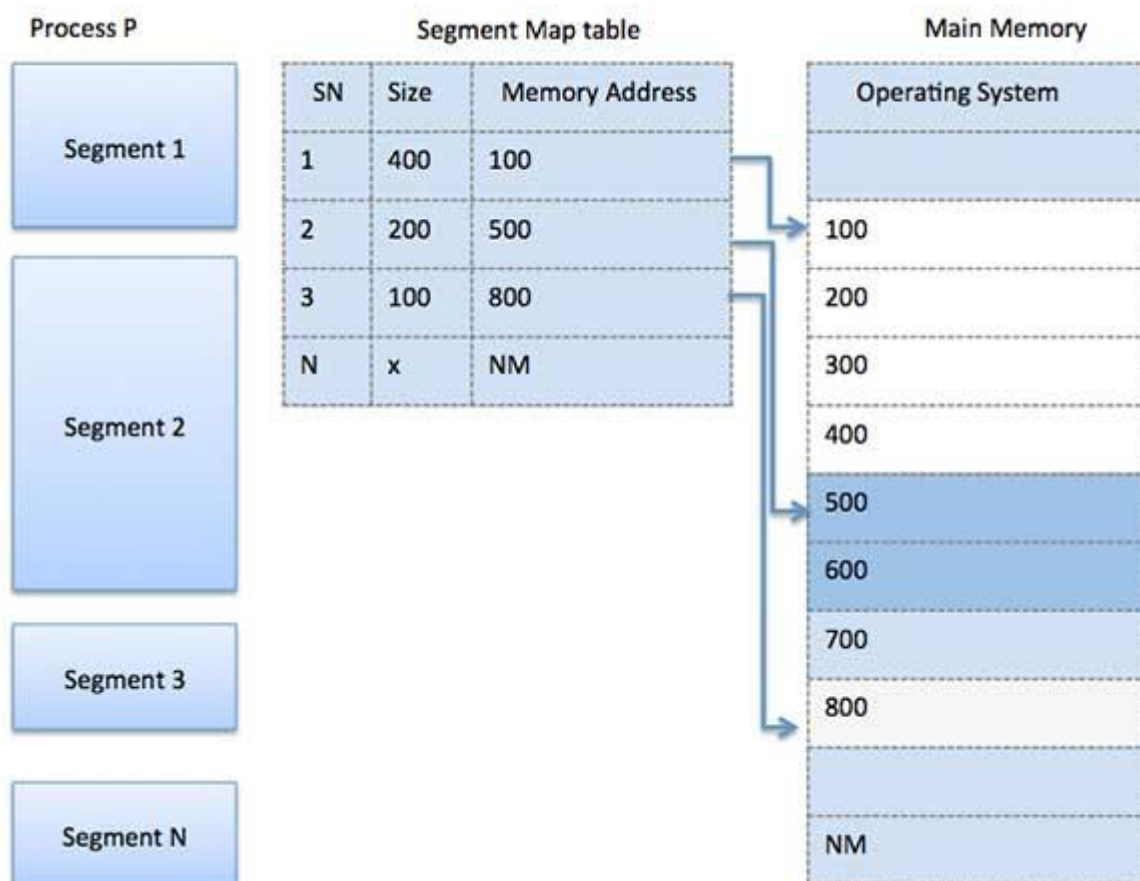 Process P
Segment 1
Segment 2
Segment 3
Segment N
Segment Map table
SN Size Memory Address
1 400 100
2 200 500
3 100 800
N x NM
Main Memory
Operating System
100
200
300
400
500
600
700
800
NM